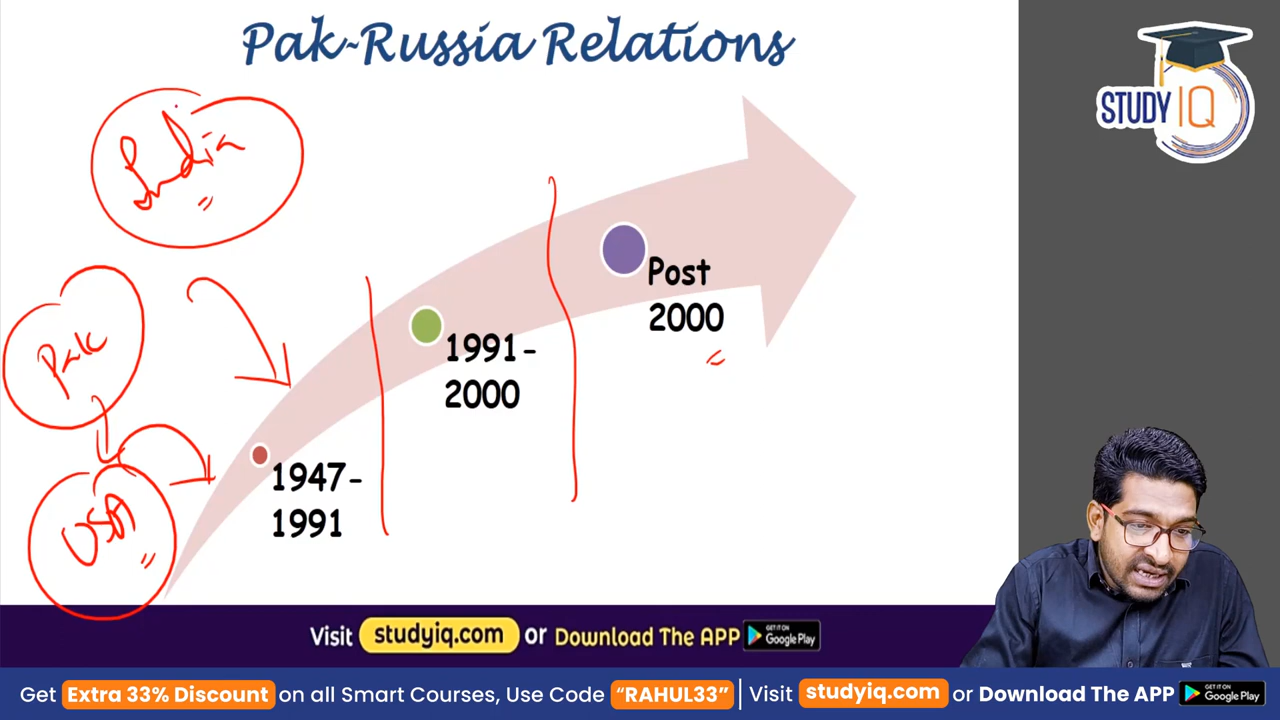 Pak-Russia Relations
STUDY IQ
India
Pak
USA
Post
2000
1991-
2000
1947-
1991
Visit studyiq.com or Download The APP GET IT ON Google Play
Get Extra 33% Discount on all Smart Courses, Use Code “RAHUL33” | Visit studyiq.com or Download The APP GET IT ON Google Play